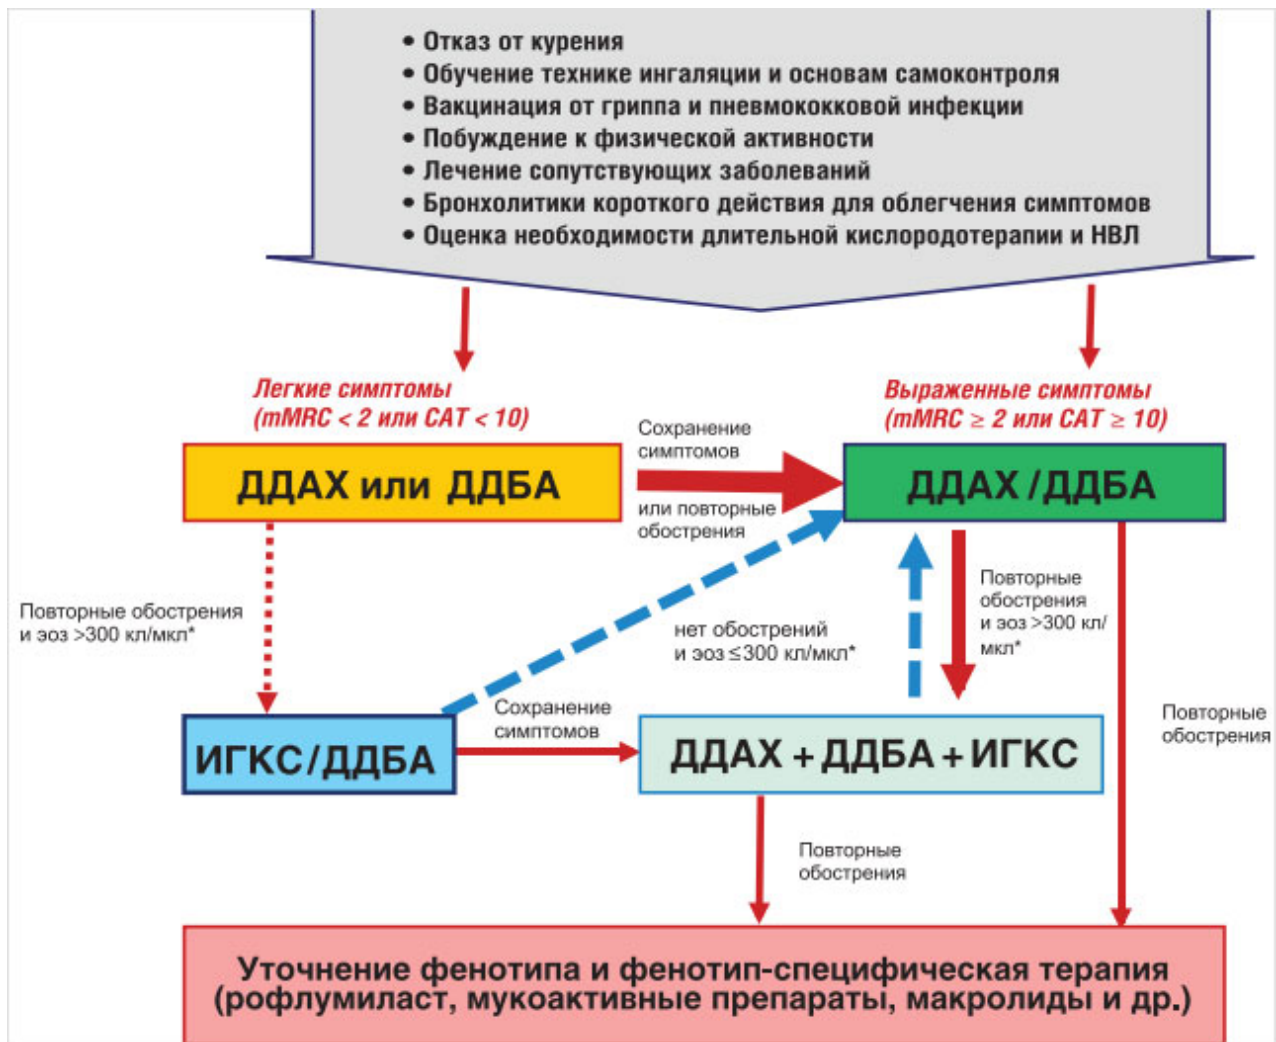 • Отказ от курения
• Обучение технике ингаляции и основам самоконтроля
• Вакцинация от гриппа и пневмококковой инфекции
• Побуждение к физической активности
• Лечение сопутствующих заболеваний
• Бронхолитики короткого действия для облегчения симптомов
• Оценка необходимости длительной кислородотерапии и НВЛ
Легкие симптомы
(mMRC < 2 или CAT < 10)
Выраженные симптомы
(mMRC ≥ 2 или CAT ≥ 10)
ДДАХ или ДДБА
Сохранение
симптомов
или повторные
обострения
ДДАХ /ДДБА
Повторные обострения
и эоз >300 кл/мкл*
нет обострений
и эоз ≤300 кл/мкл*
Повторные
обострения
и эоз >300 кл/
мкл*
Повторные
обострения
ИГКС/ДДБА
Сохранение
симптомов
ДДАХ + ДДБА + ИГКС
Повторные
обострения
Уточнение фенотипа и фенотип-специфическая терапия
(рофлумиласт, мукоактивные препараты, макролиды и др.)